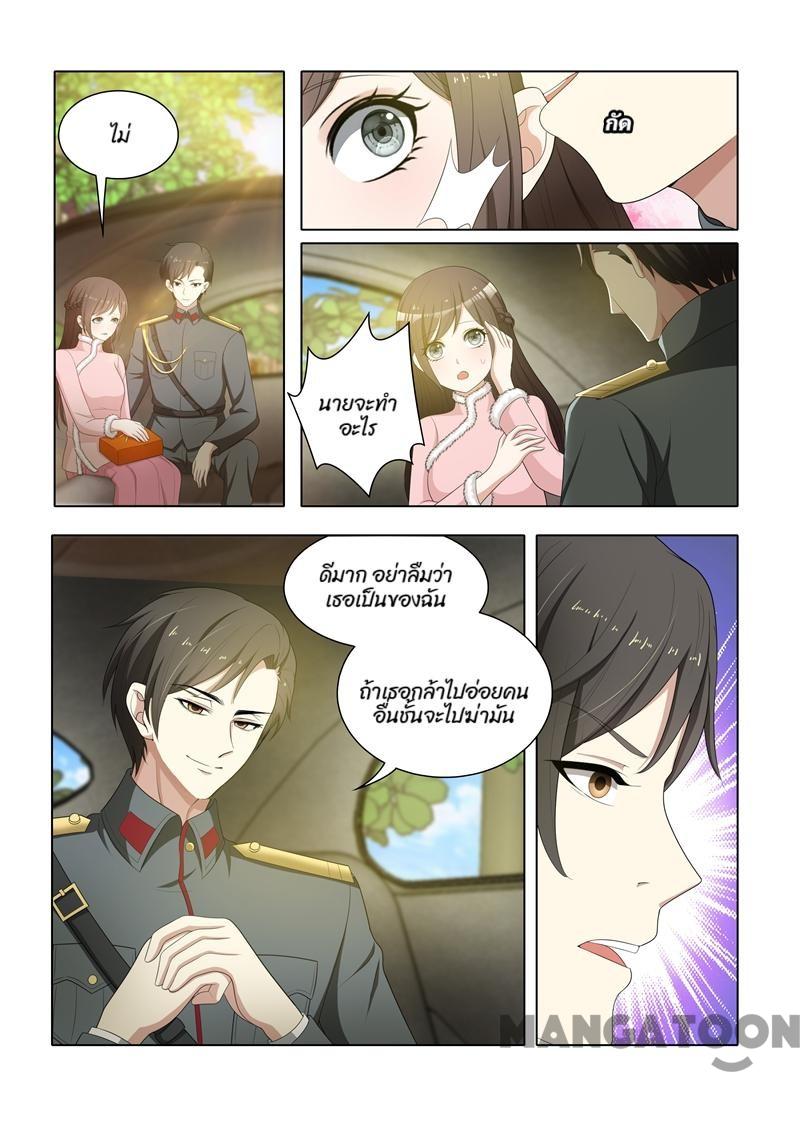 ไม่
กัด
นายจะทำ
อะไร
ดีมาก อย่าลืมว่า
เธอเป็นของฉัน
ถ้าเธอกล้าไปอ่อยคน
อื่นชั้นจะไปฆ่ามัน
MANGATOON